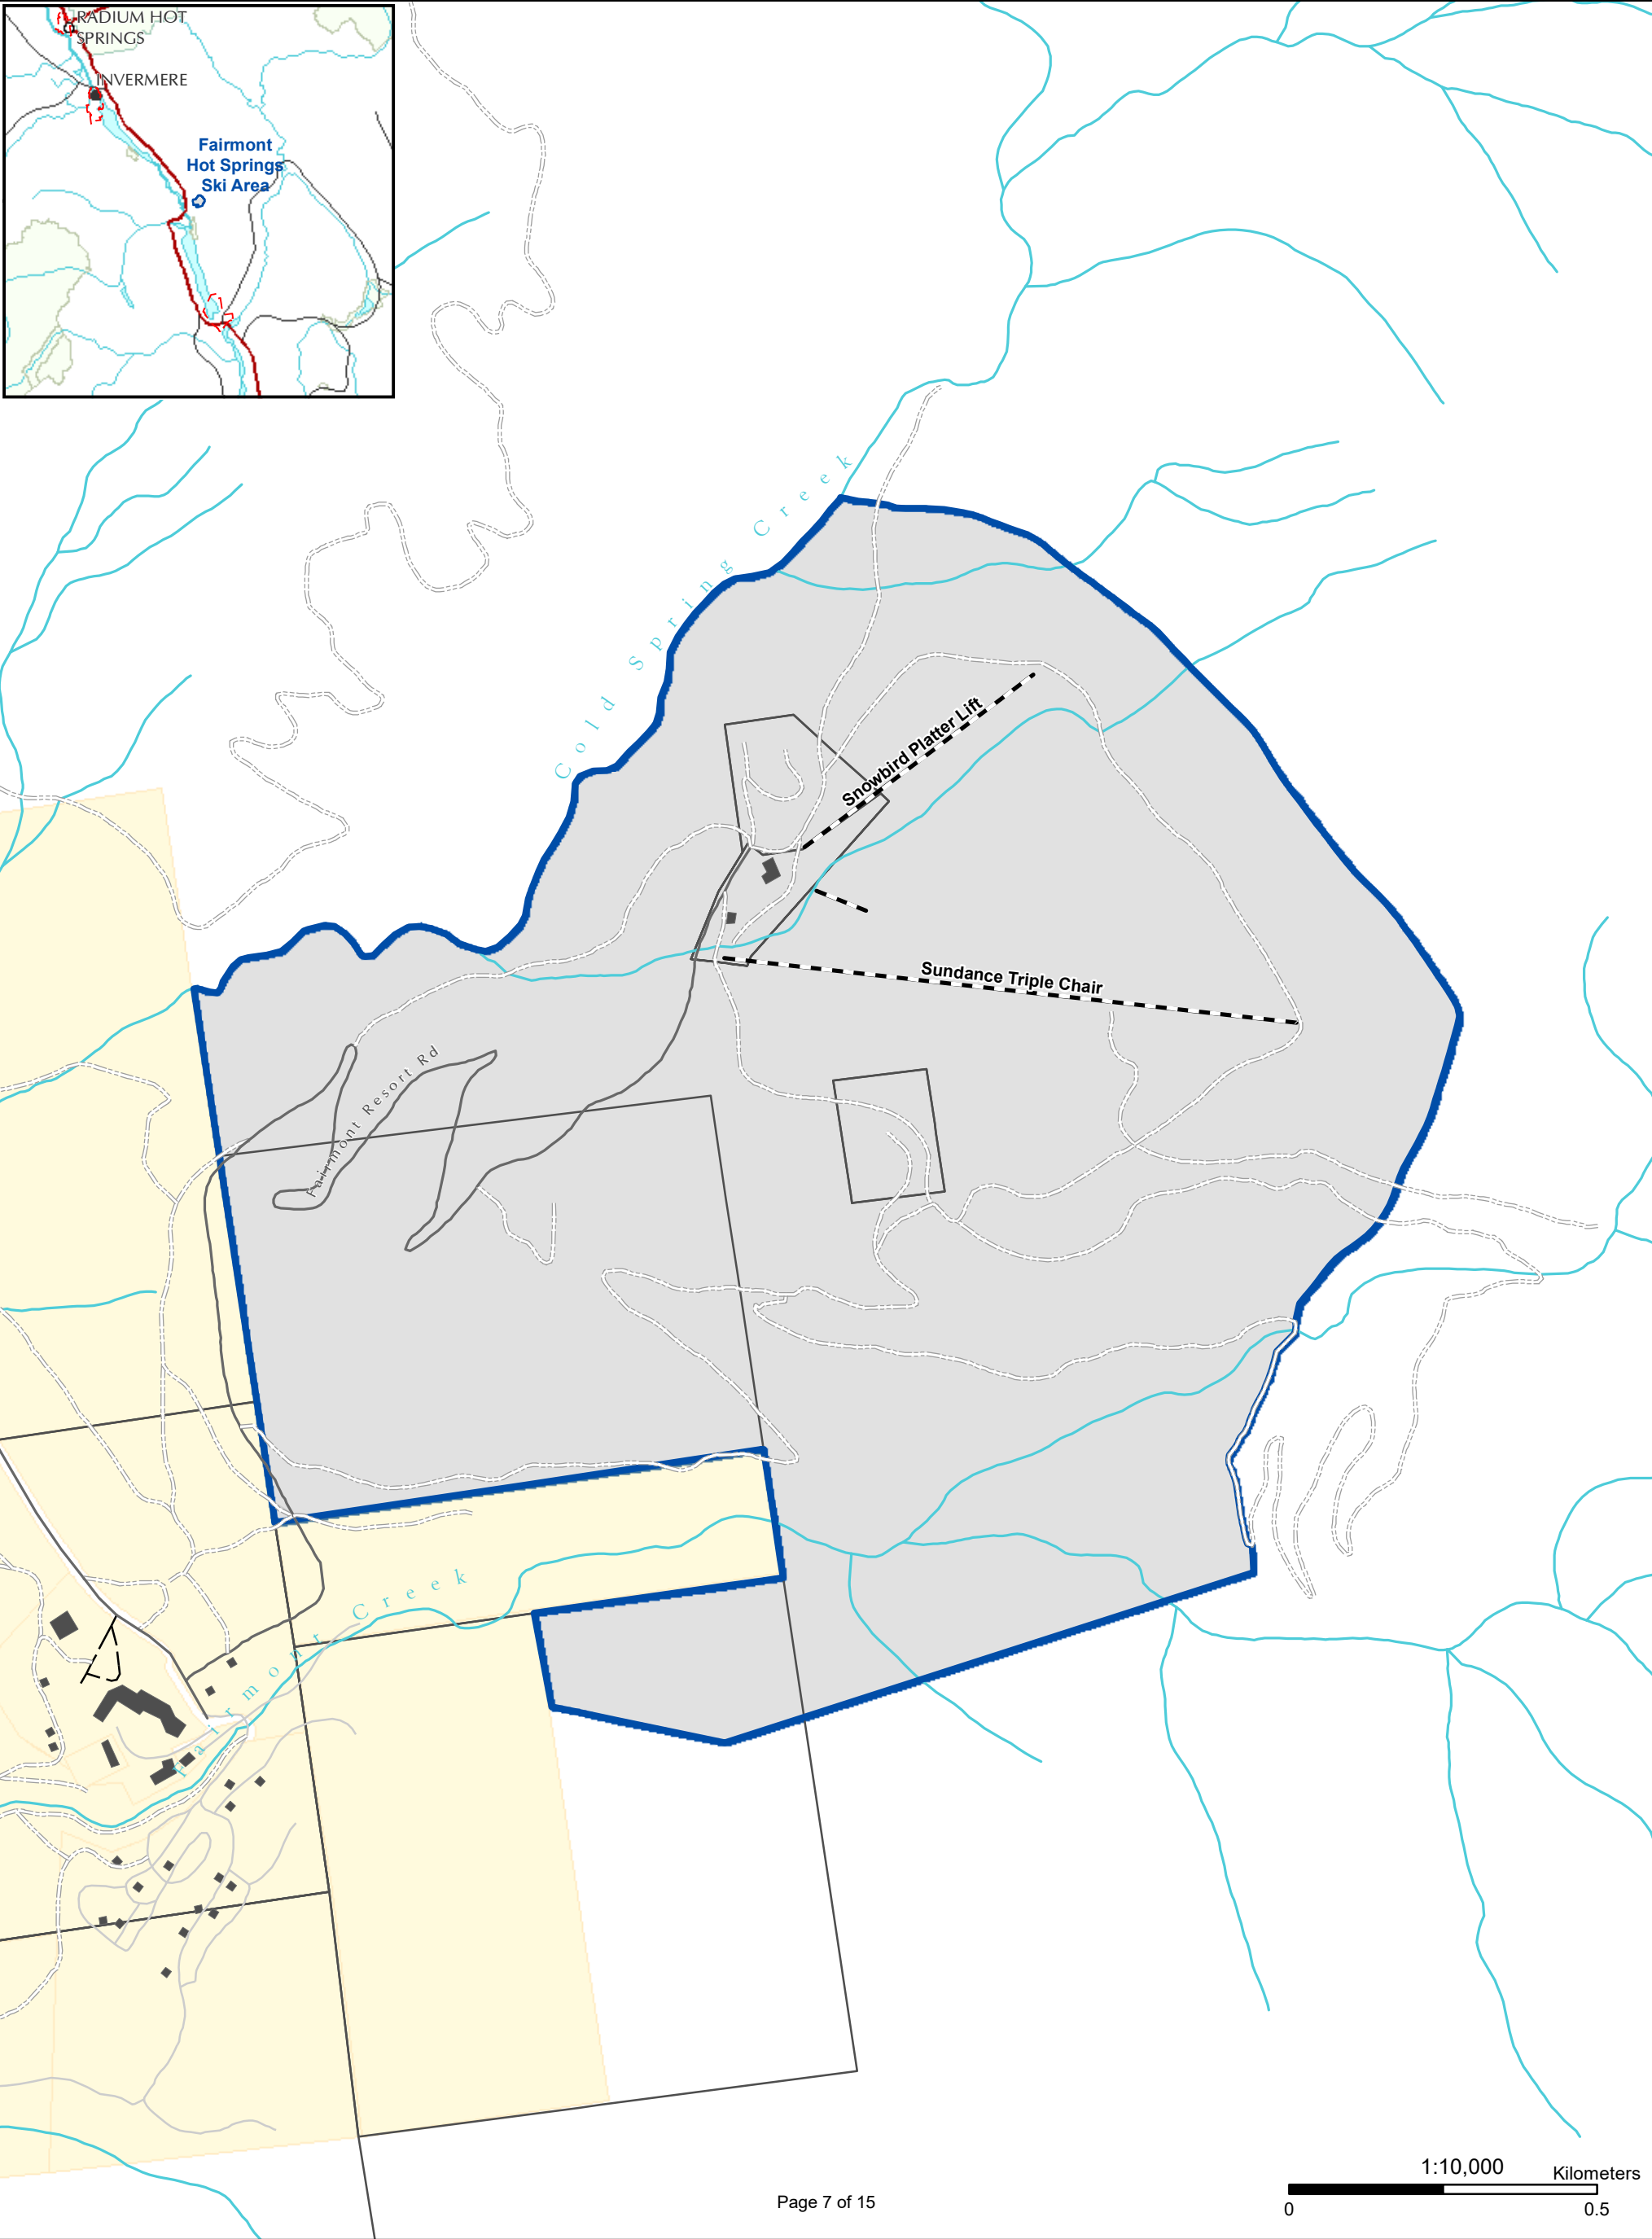 RADIUM HOT
SPRINGS
INVERMERE
Fairmont
Hot Springs
Ski Area
Cold Spring Creek
Snowbird Platter Lift
Sundance Triple Chair
Fairmont Resort Rd
Fairmont Creek
1:10,000
Kilometers
0 0.5
Page 7 of 15